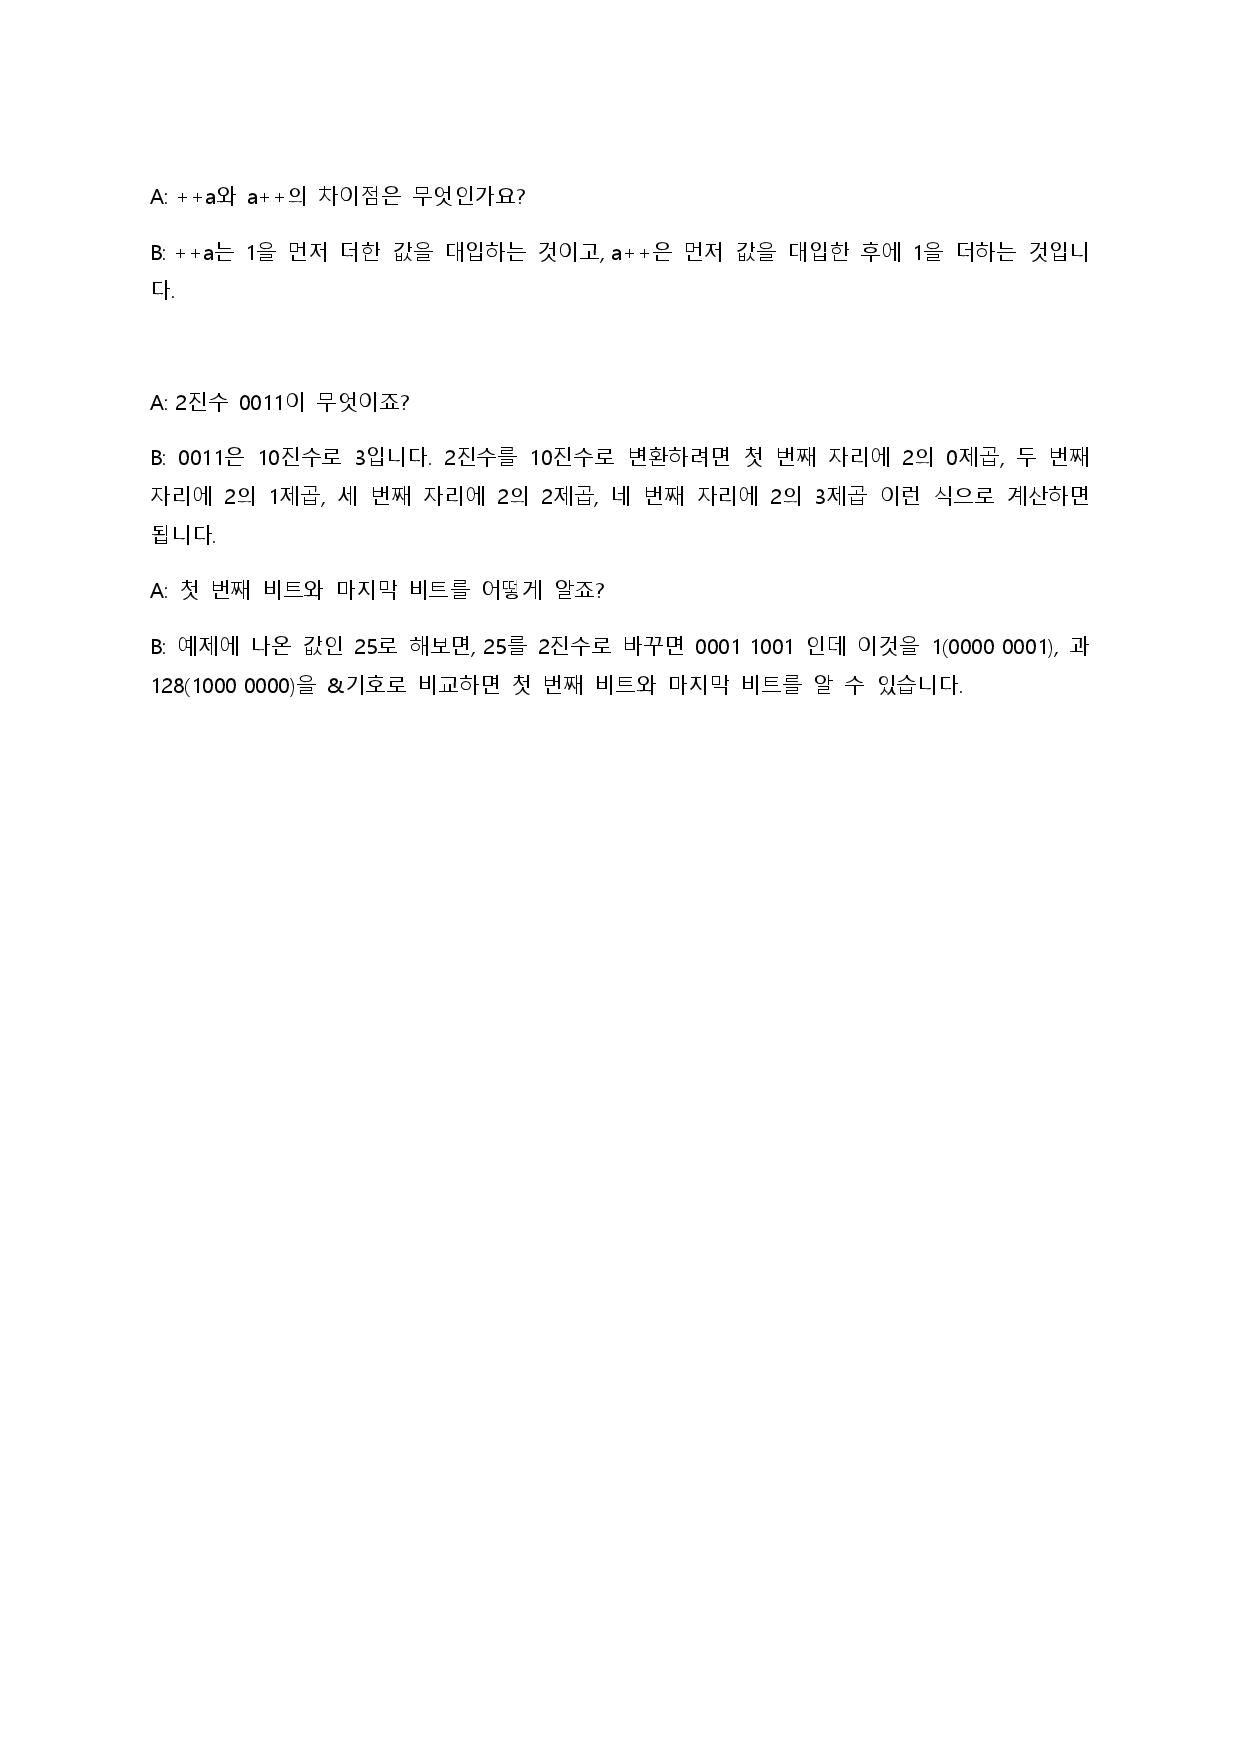 A: ++a와 a++의 차이점은 무엇인가요?
B: ++a는 1을 먼저 더한 값을 대입하는 것이고, a++은 먼저 값을 대입한 후에 1을 더하는 것입니
다.
A: 2진수 0011이 무엇이죠?
B: 0011은 10진수로 3입니다. 2진수를 10진수로 변환하려면 첫 번째 자리에 2의 0제곱, 두 번째
자리에 2의 1제곱, 세 번째 자리에 2의 2제곱, 네 번째 자리에 2의 3제곱 이런 식으로 계산하면
됩니다.
A: 첫 번째 비트와 마지막 비트를 어떻게 알죠?
B: 예제에 나온 값인 25로 해보면, 25를 2진수로 바꾸면 0001 1001 인데 이것을 1(0000 0001), 과
128(1000 0000)을 &기호로 비교하면 첫 번째 비트와 마지막 비트를 알 수 있습니다.